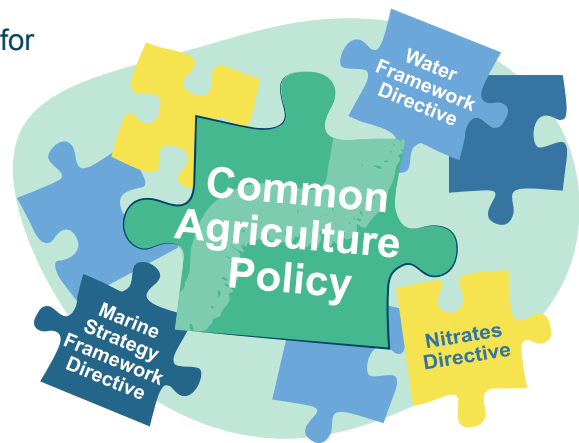 for
Water
Framework
Directive
Common
Agriculture
Policy
Marine
Strategy
Framework
Directive
Nitrates
Directive